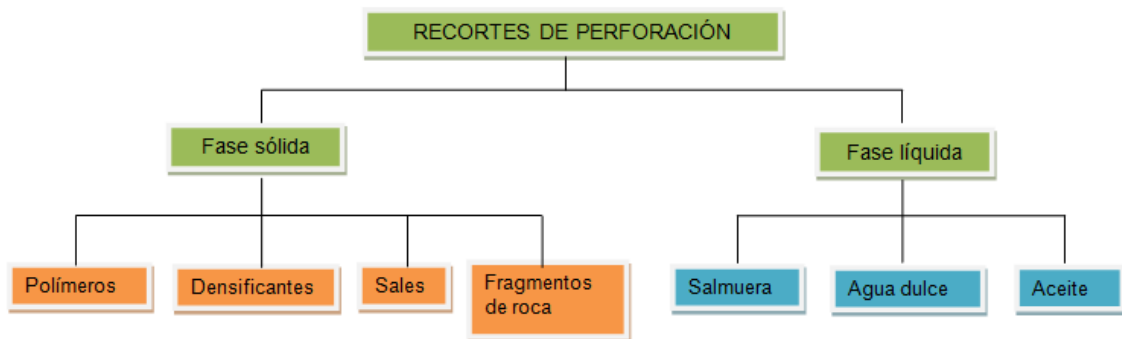 RECORTES DE PERFORACIÓN
Fase sólida
Fase líquida
Polímeros
Densificantes
Sales
Fragmentos
de roca
Salmuera
Agua dulce
Aceite